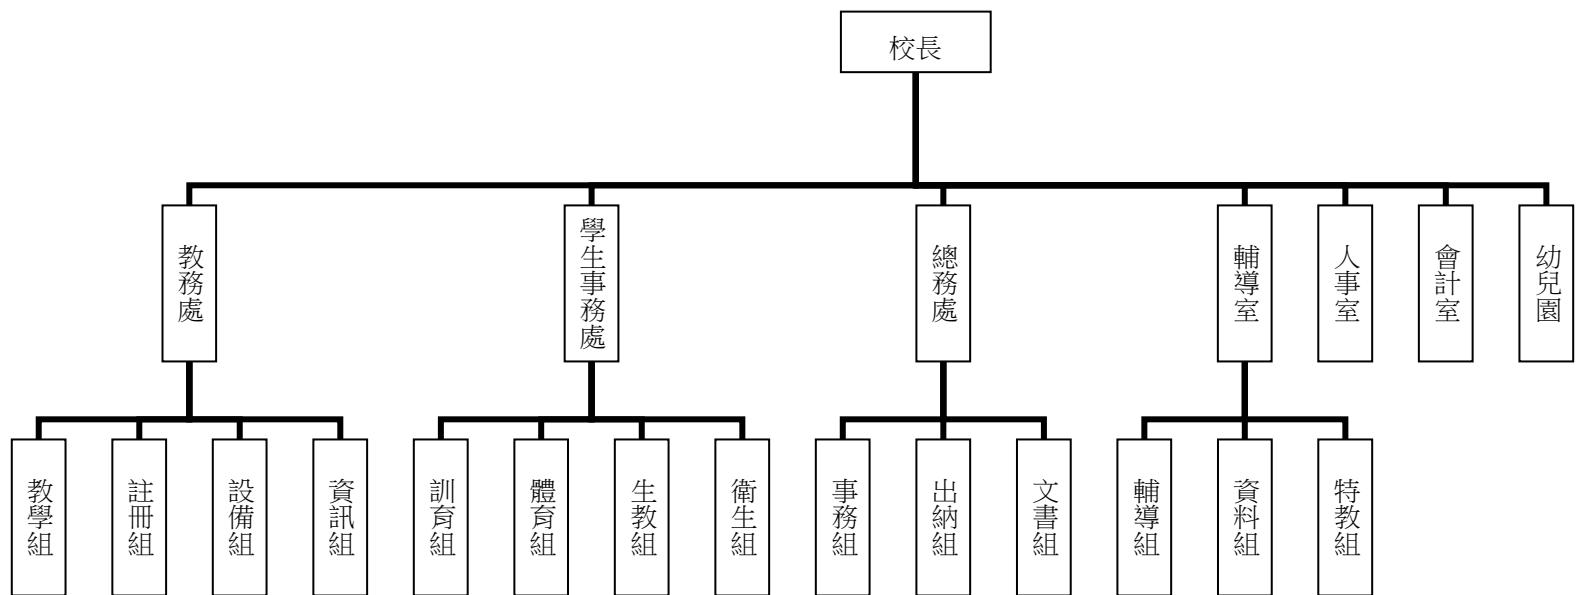 校長
教務處
學生事務處
總務處
輔導室
人事室
會計室
幼兒園
教學組
註冊組
設備組
資訊組
訓育組
體育組
生教組
衛生組
事務組
出納組
文書組
輔導組
資料組
特教組